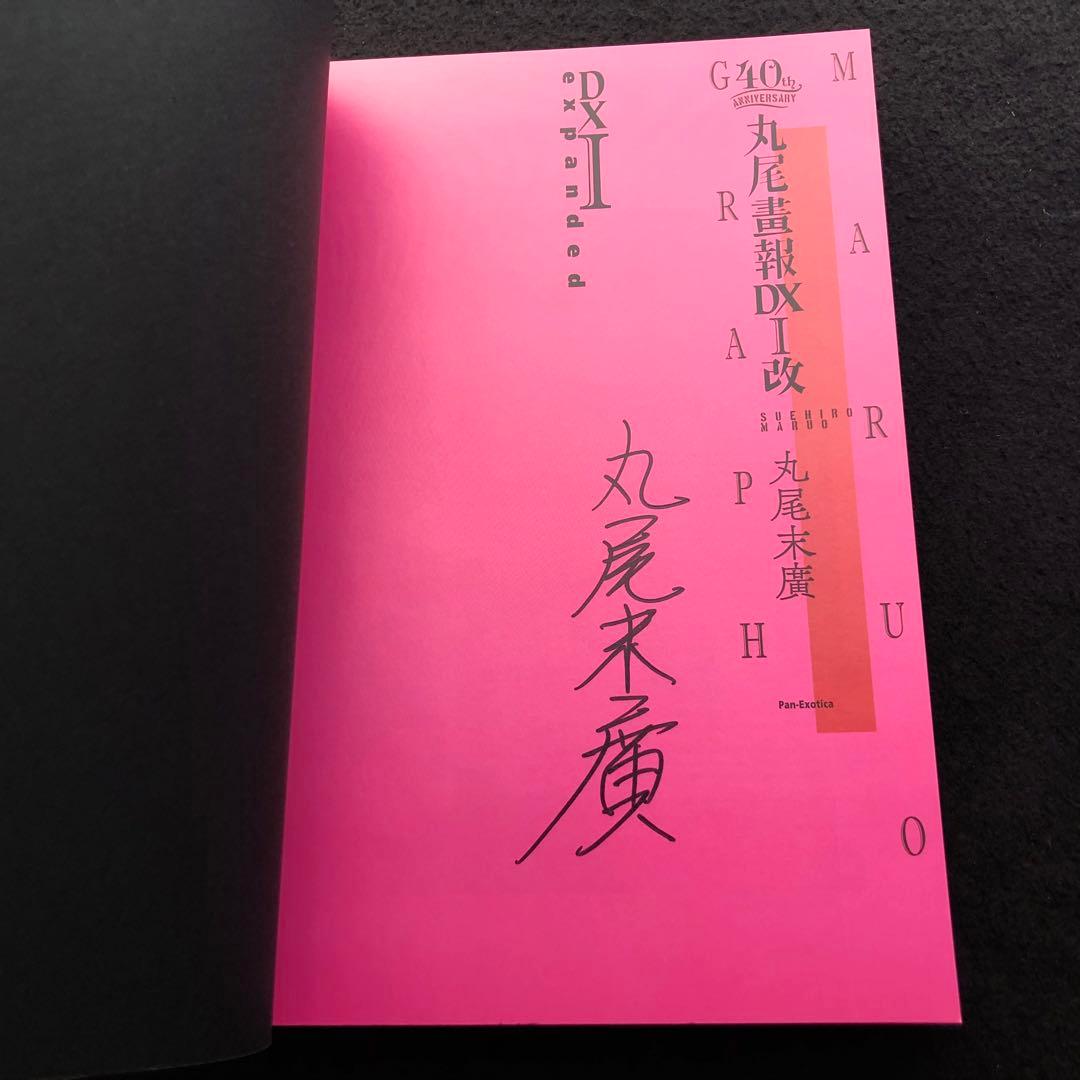 MARUO
GRAPH
40th
ANNIVERSARY
丸尾畫報DXI改
SUEHIRO
MARUO
丸尾末廣
Pan-Exotica
DXI
expanded
丸尾末廣